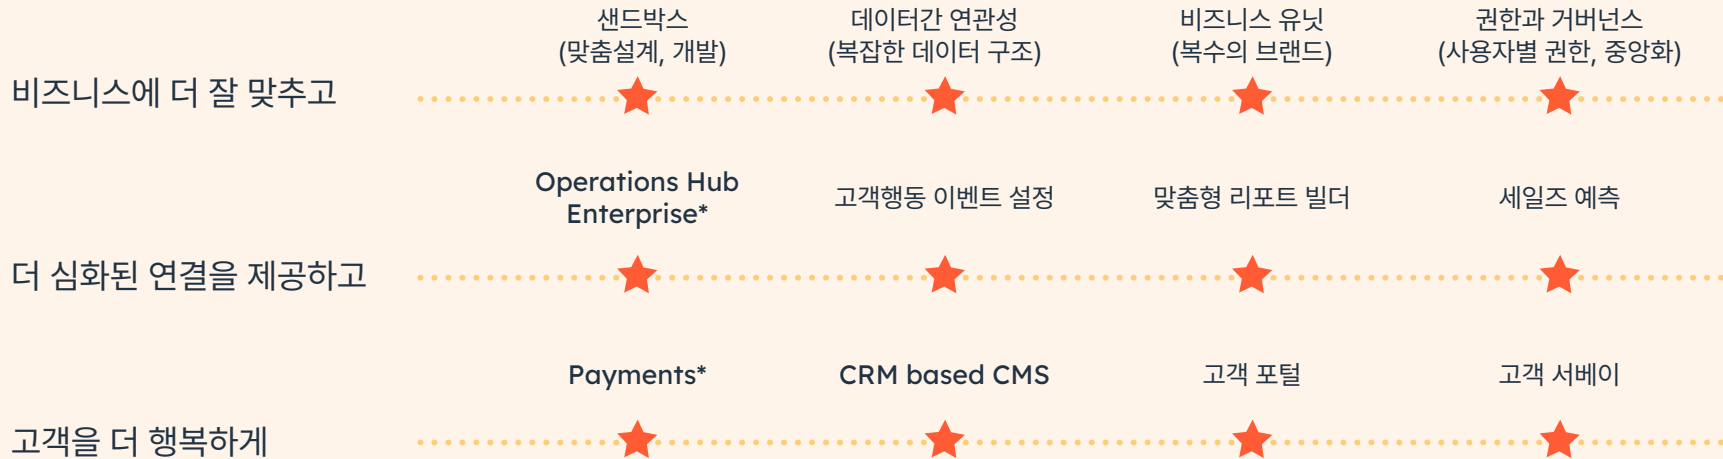 샌드박스
(맞춤설계, 개발)
데이터간 연관성
(복잡한 데이터 구조)
비즈니스 유닛
(복수의 브랜드)
권한과 거버넌스
(사용자별 권한, 중앙화)
비즈니스에 더 잘 맞추고
Operations Hub
Enterprise*
고객행동 이벤트 설정
맞춤형 리포트 빌더
세일즈 예측
더 심화된 연결을 제공하고
Payments*
CRM based CMS
고객 포털
고객 서베이
고객을 더 행복하게